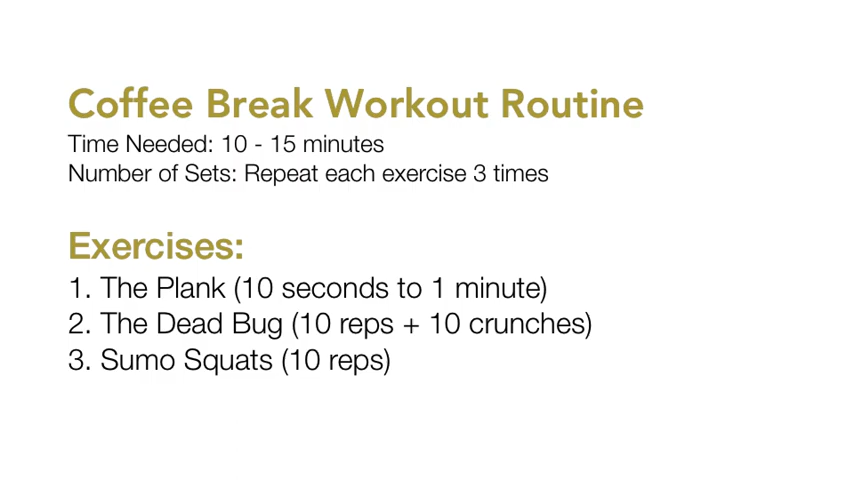 Coffee Break Workout Routine
Time Needed: 10 - 15 minutes
Number of Sets: Repeat each exercise 3 times
Exercises:
1. The Plank (10 seconds to 1 minute)
2. The Dead Bug (10 reps + 10 crunches)
3. Sumo Squats (10 reps)